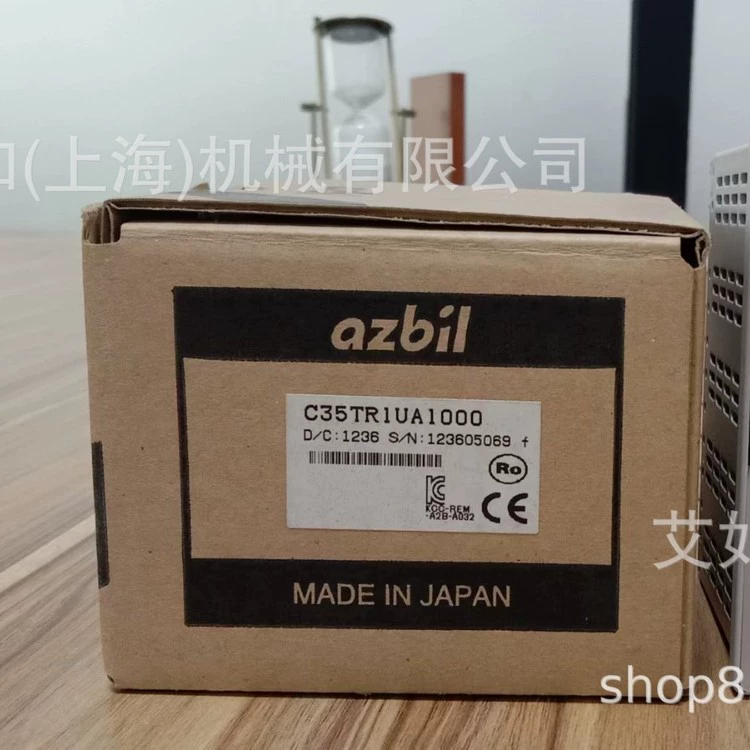 (上海)机械有限公司
azbil
C35TR1UA1000
D/C:1236 S/N:123605069 f
Ro
KCC-REM
-A2B-A032
CE
MADE IN JAPAN
艾
shop8